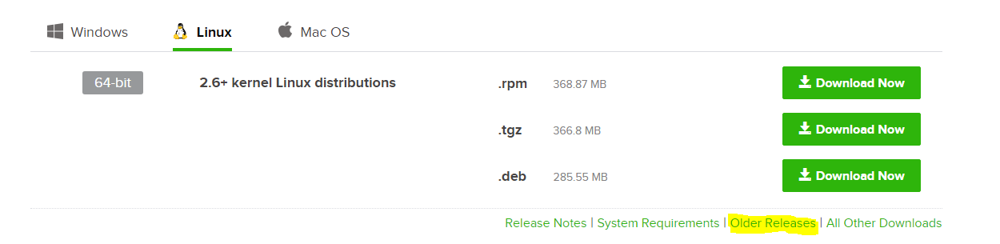 Windows Linux Mac OS
64-bit 2.6+ kernel Linux distributions .rpm 368.87 MB Download Now
.tgz 366.8 MB Download Now
.deb 285.55 MB Download Now
Release Notes | System Requirements | Older Releases | All Other Downloads